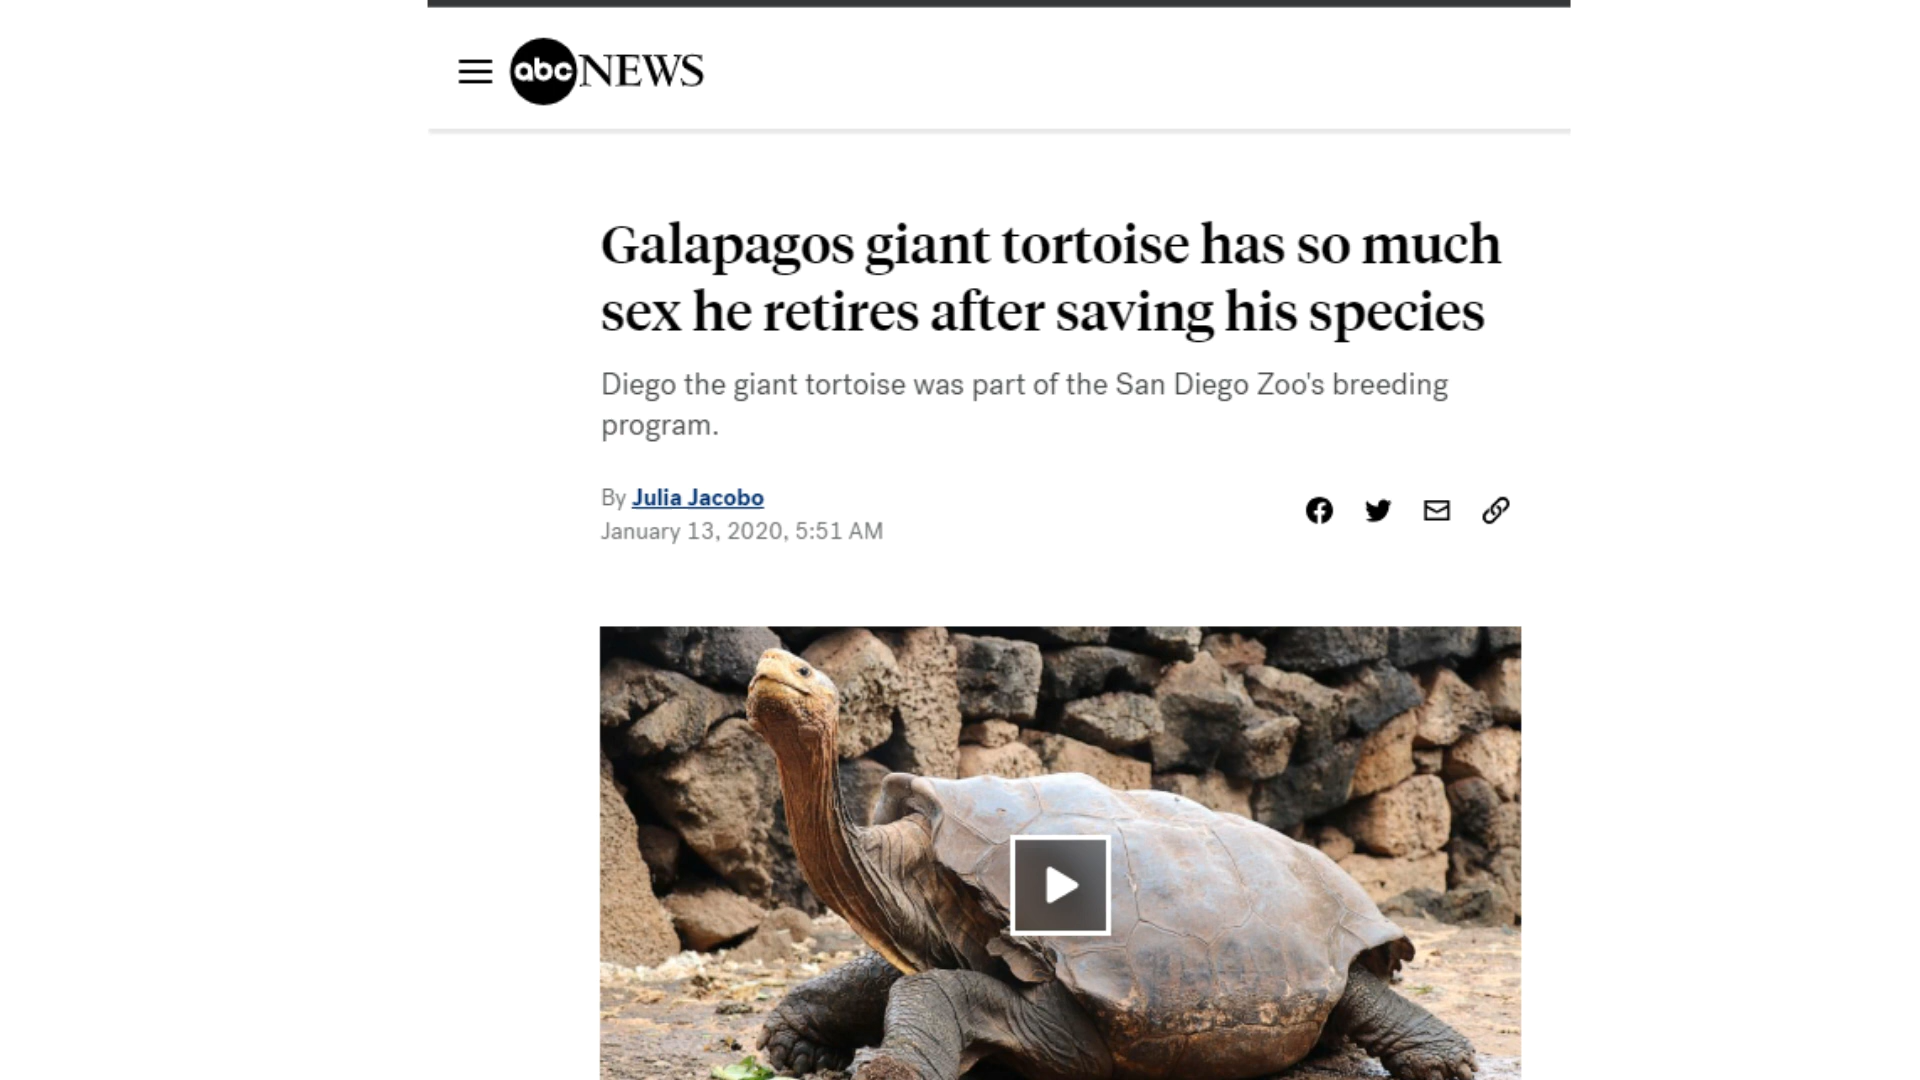 abc NEWS
Galapagos giant tortoise has so much
sex he retires after saving his species
Diego the giant tortoise was part of the San Diego Zoo's breeding
program.
By Julia Jacobo
January 13, 2020, 5:51 AM